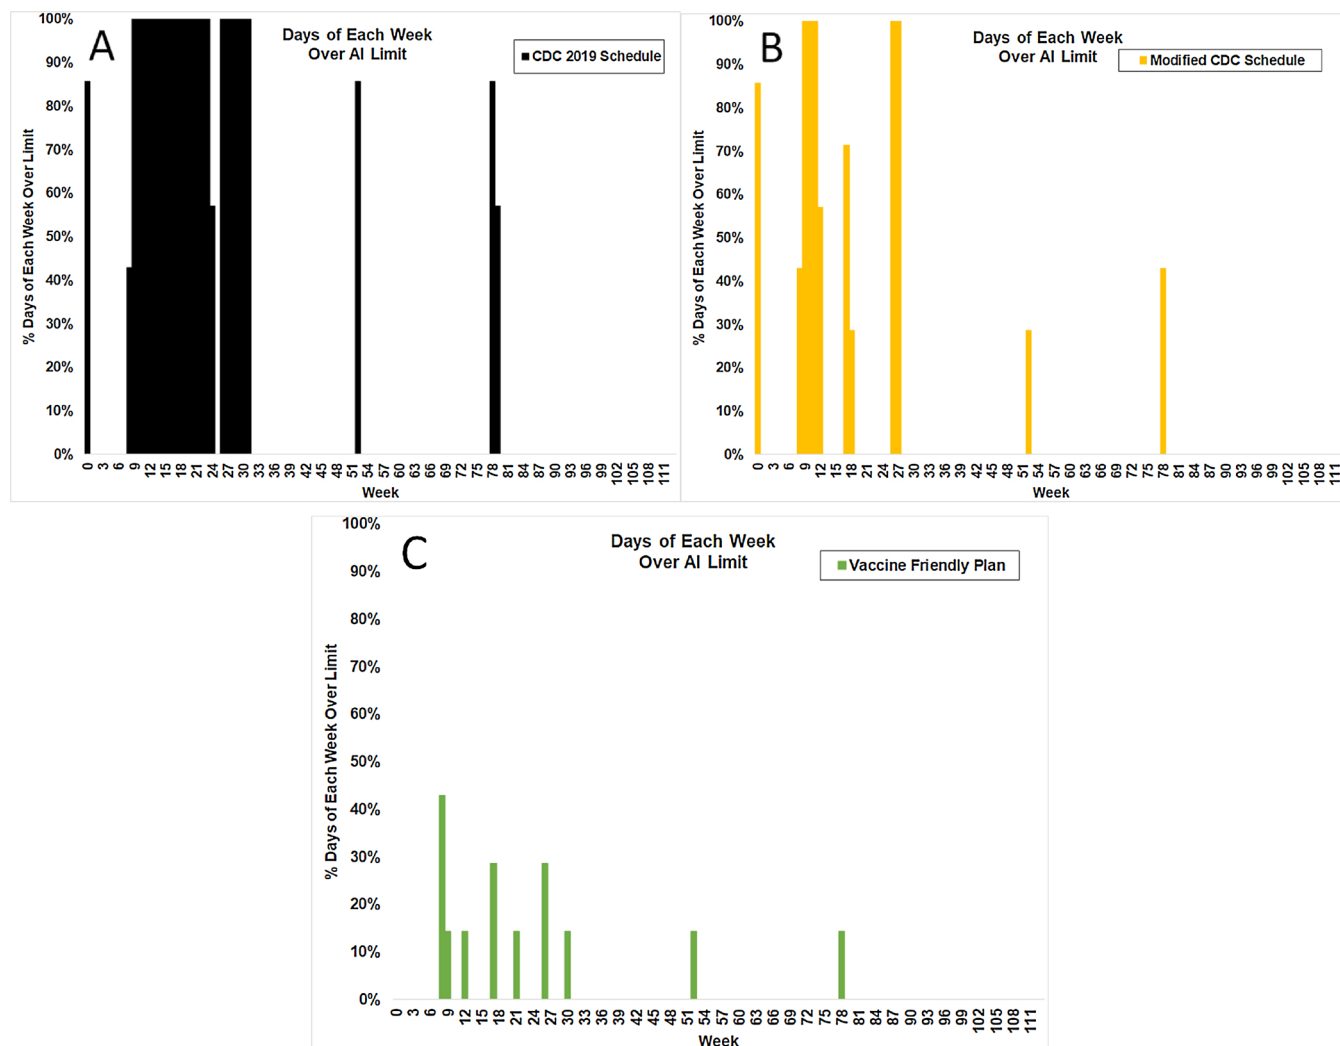 A
Days of Each Week
Over AI Limit
CDC 2019 Schedule
100%
90%
80%
70%
60%
50%
40%
30%
20%
10%
0%
% Days of Each Week Over Limit
0 3 6 9 12 15 18 21 24 27 30 33 36 39 42 45 48 51 54 57 60 63 66 69 72 75 78 81 84 87 90 93 96 99 102 105 108 111
Week
B
Days of Each Week
Over AI Limit
Modified CDC Schedule
100%
90%
80%
70%
60%
50%
40%
30%
20%
10%
0%
% Days of Each Week Over Limit
0 3 6 9 12 15 18 21 24 27 30 33 36 39 42 45 48 51 54 57 60 63 66 69 72 75 78 81 84 87 90 93 96 99 102 105 108 111
Week
C
Days of Each Week
Over AI Limit
Vaccine Friendly Plan
100%
90%
80%
70%
60%
50%
40%
30%
20%
10%
0%
% Days of Each Week Over Limit
0 3 6 9 12 15 18 21 24 27 30 33 36 39 42 45 48 51 54 57 60 63 66 69 72 75 78 81 84 87 90 93 96 99 102 105 108 111
Week